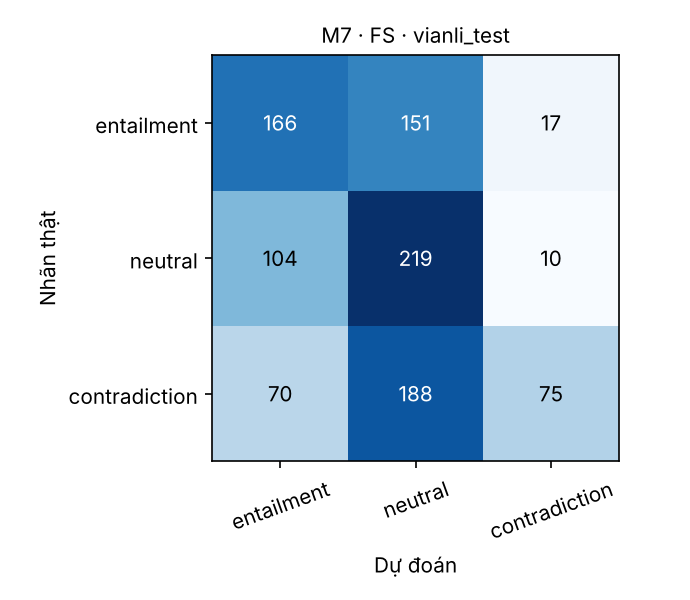 M7 · FS · vianli_test
entailment 166 151 17
neutral 104 219 10
contradiction 70 188 75
entailment neutral contradiction
Nhãn thật
Dự đoán